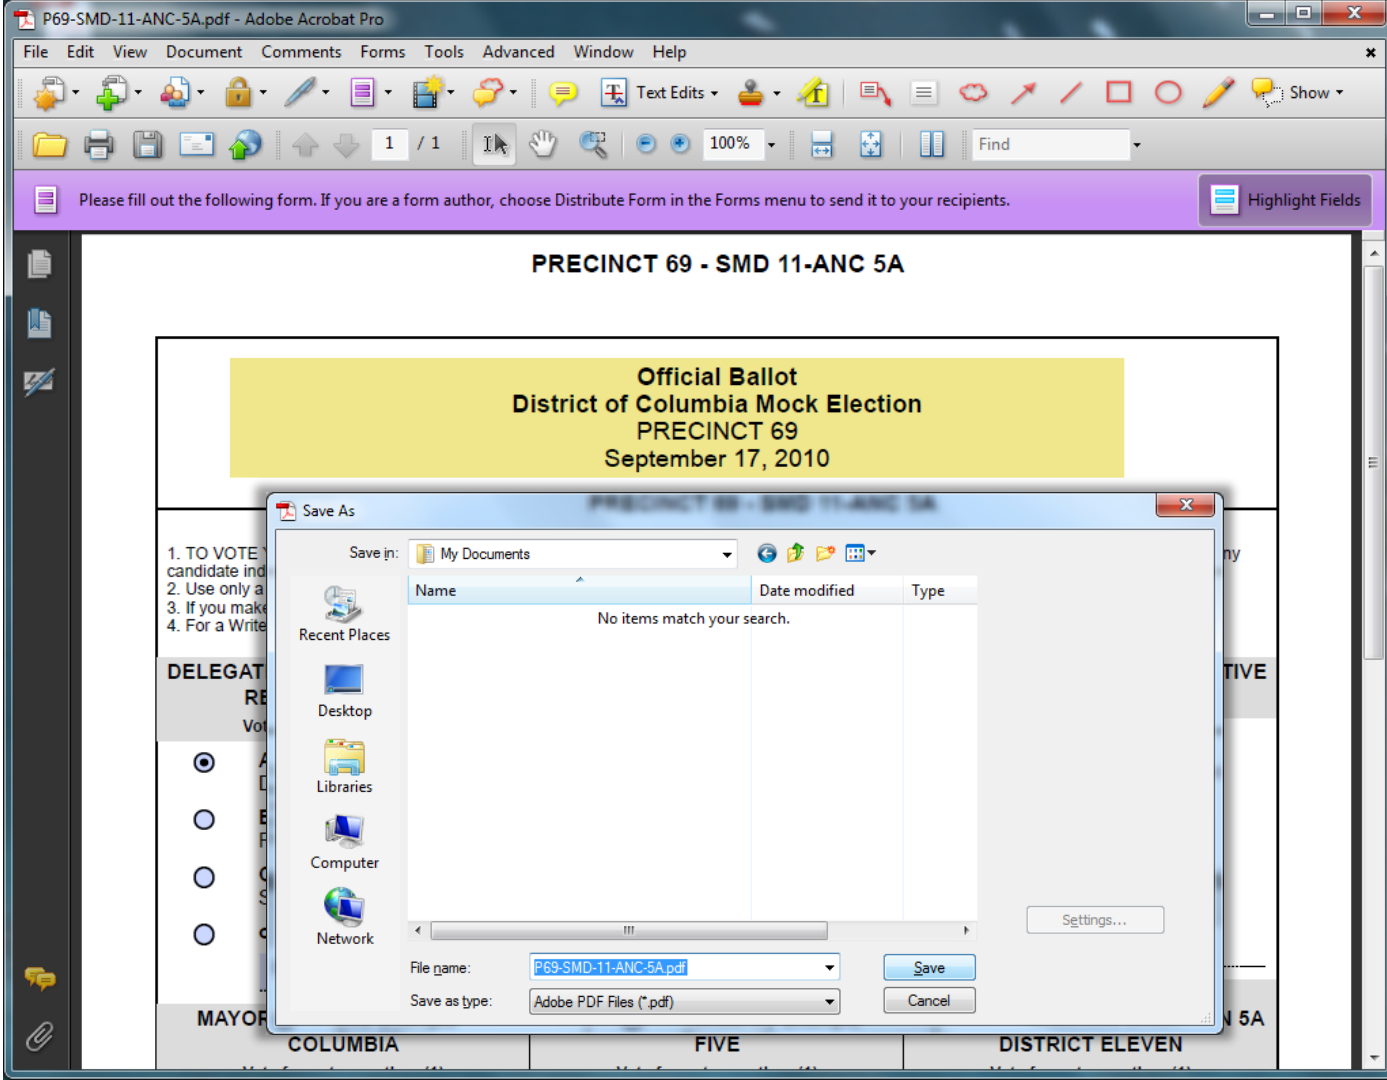 P69-SMD-11-ANC-5A.pdf - Adobe Acrobat Pro
File Edit View Document Comments Forms Tools Advanced Window Help
Text Edits
Show
1 / 1
100%
Find
Please fill out the following form. If you are a form author, choose Distribute Form in the Forms menu to send it to your recipients.
Highlight Fields
PRECINCT 69 - SMD 11-ANC 5A
Official Ballot
District of Columbia Mock Election
PRECINCT 69
September 17, 2010
Save As
PRECINCT 69 - SMD 11-ANC 5A
1. TO VOTE
candidate ind
2. Use only a
3. If you make
4. For a Write
ny
DELEGAT
TIVE
RE
Vot
Save in:
My Documents
Name
Date modified
Type
No items match your search.
Recent Places
Desktop
Libraries
Computer
Network
Settings...
File name:
P69-SMD-11-ANC-5A.pdf
Save
Save as type:
Adobe PDF Files (*.pdf)
Cancel
MAYOR
N 5A
COLUMBIA
FIVE
DISTRICT ELEVEN